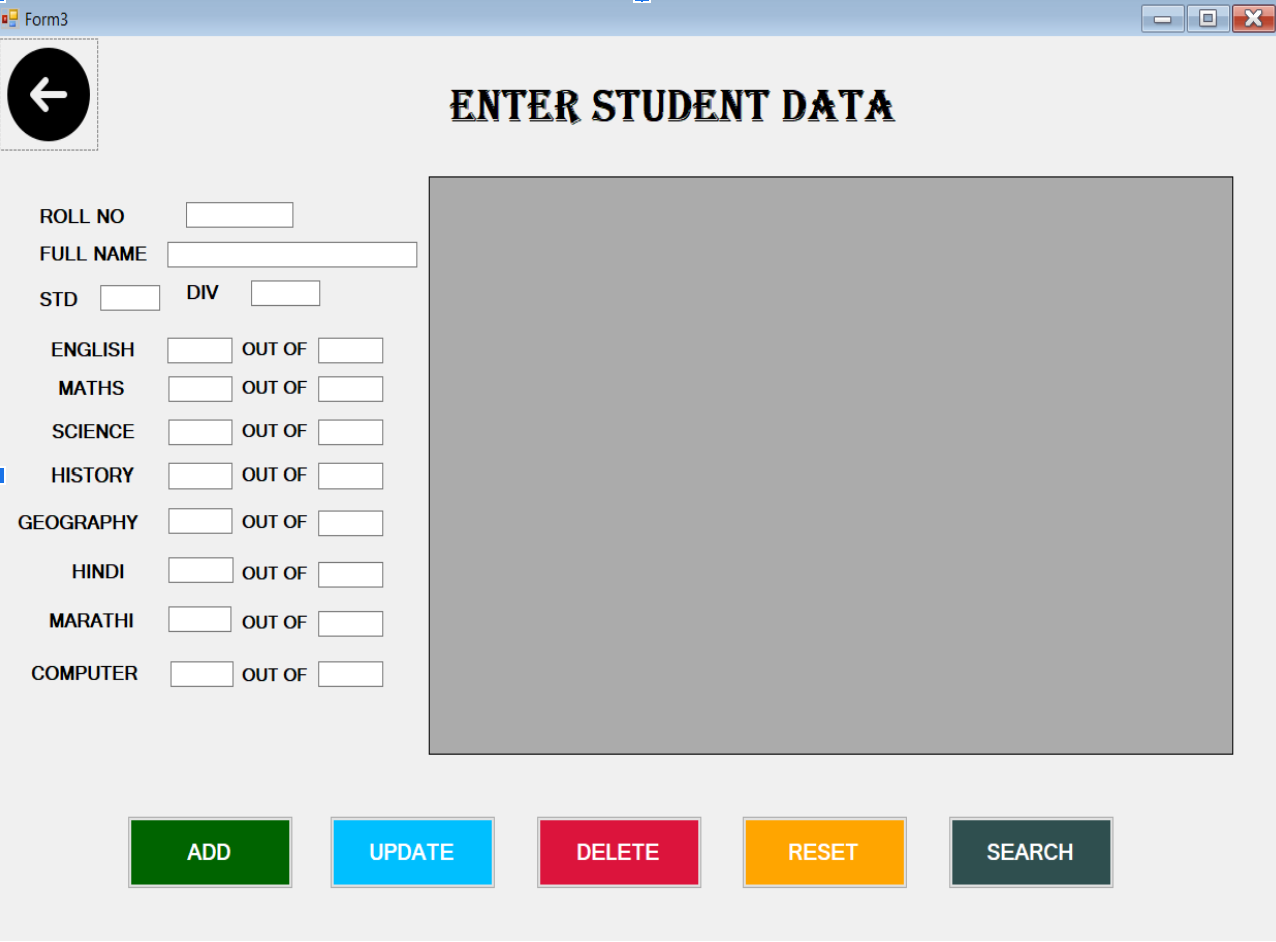 Form3
ENTER STUDENT DATA
ROLL NO
FULL NAME
STD DIV
ENGLISH OUT OF
MATHS OUT OF
SCIENCE OUT OF
HISTORY OUT OF
GEOGRAPHY OUT OF
HINDI OUT OF
MARATHI OUT OF
COMPUTER OUT OF
ADD UPDATE DELETE RESET SEARCH